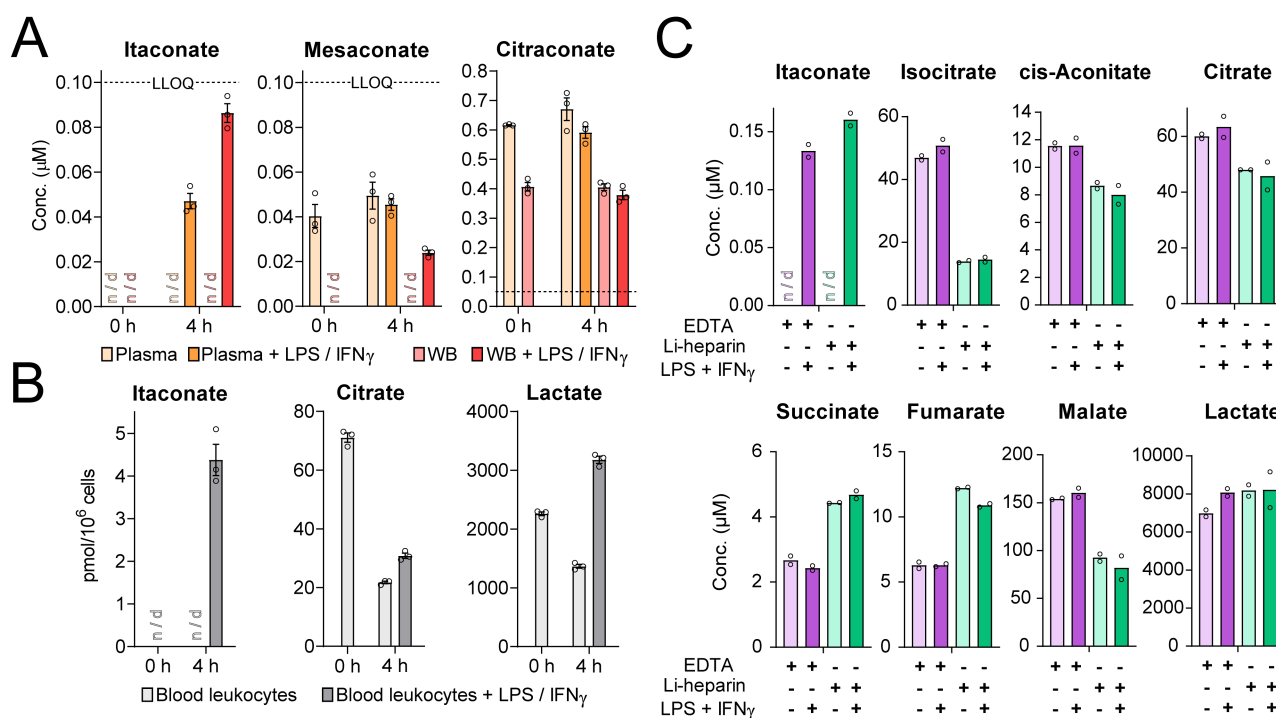 A
Itaconate
Mesaconate
Citraconate
Conc. (µM)
0.10
0.08
0.06
0.04
0.02
0.00
LLOQ
n/d n/d n/d n/d
0 h 4 h
0.10
0.08
0.06
0.04
0.02
0.00
LLOQ
n/d n/d
0 h 4 h
0.8
0.7
0.6
0.5
0.4
0.3
0.2
0.1
0.0
0 h 4 h
Plasma Plasma + LPS / IFNγ WB WB + LPS / IFNγ
B
Itaconate
Citrate
Lactate
pmol/10⁶ cells
5
4
3
2
1
0
n/d n/d
0 h 4 h
80
60
40
20
0
0 h 4 h
4000
3000
2000
1000
0
0 h 4 h
Blood leukocytes Blood leukocytes + LPS / IFNγ
C
Itaconate
Isocitrate
cis-Aconitate
Citrate
Conc. (µM)
0.15
0.10
0.05
0.00
n/d n/d
60
40
20
0
14
12
10
8
6
4
2
0
60
40
20
0
EDTA + + - - + + - - + + - - + + - -
Li-heparin - - + + - - + + - - + + - - + +
LPS + IFNγ - + - + - + - + - + - + - + - +
Succinate
Fumarate
Malate
Lactate
Conc. (µM)
6
4
2
0
15
10
5
0
200
150
100
50
0
10000
8000
6000
4000
2000
0
EDTA + + - - + + - - + + - - + + - -
Li-heparin - - + + - - + + - - + + - - + +
LPS + IFNγ - + - + - + - + - + - + - + - +